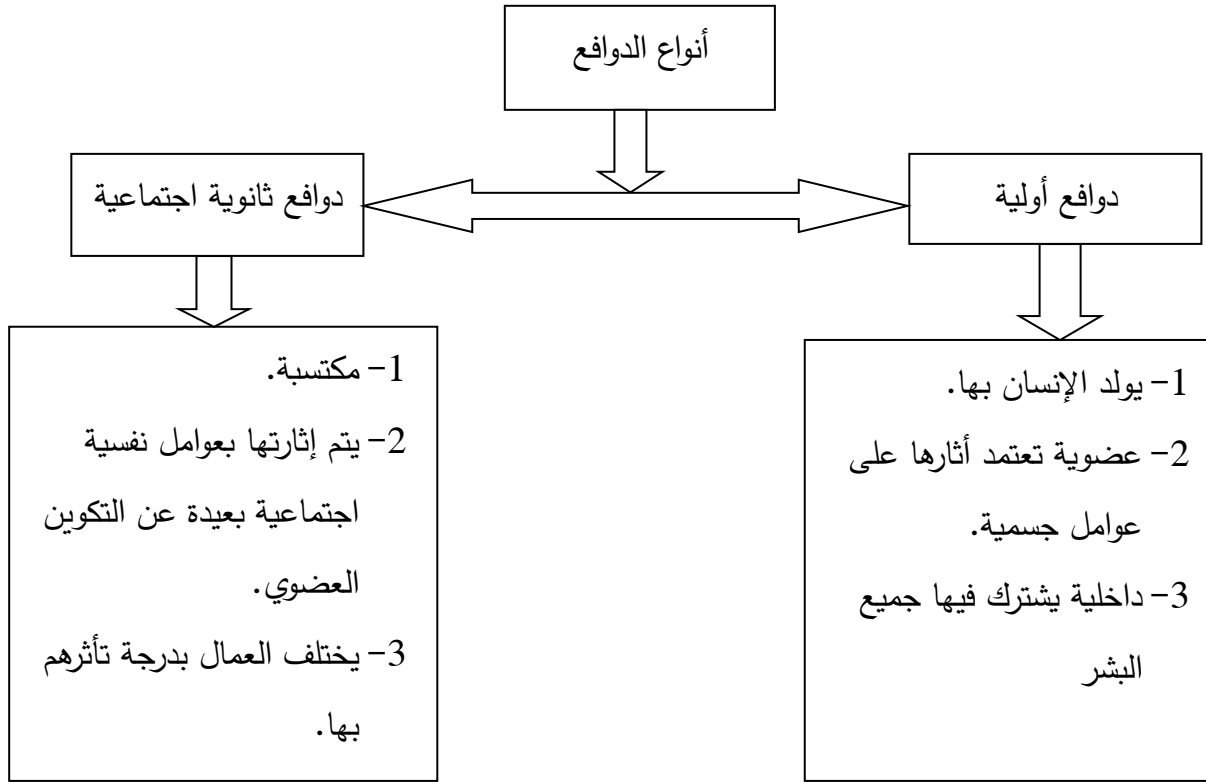 أنواع الدوافع
دوافع أولية
دوافع ثانوية اجتماعية
1- يولد الإنسان بها.
2- عضوية تعتمد أثارها على
عوامل جسمية.
3- داخلية يشترك فيها جميع
البشر
1- مكتسبة.
2- يتم إثارتها بعوامل نفسية
اجتماعية بعيدة عن التكوين
العضوي.
3- يختلف العمال بدرجة تأثرهم
بها.